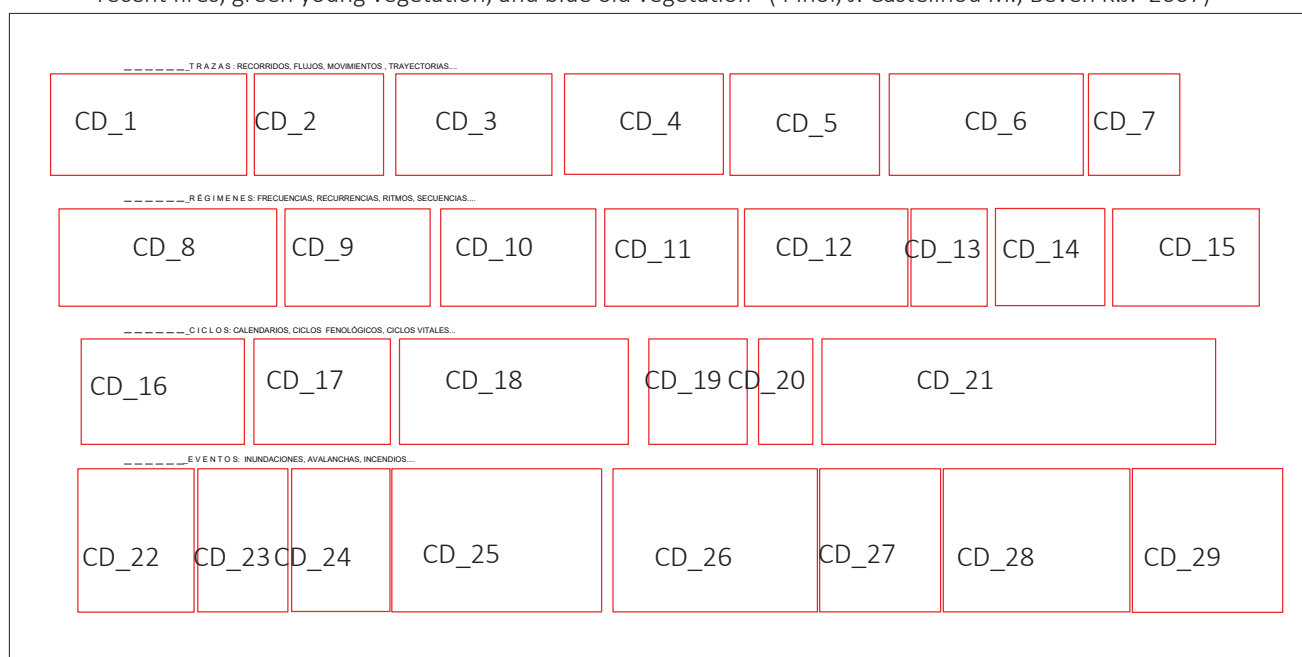 recent fires, green young vegetation, and blue old vegetation" ( Piñol, J. Castellnou M., Beven K.J. 2007)
_ _ _ _ _ _ _T R A Z A S : RECORRIDOS, FLUJOS, MOVIMIENTOS , TRAYECTORIAS....
CD_1 CD_2 CD_3 CD_4 CD_5 CD_6 CD_7
_ _ _ _ _ _ _R É G I M E N E S: FRECUENCIAS, RECURRENCIAS, RITMOS, SECUENCIAS....
CD_8 CD_9 CD_10 CD_11 CD_12 CD_13 CD_14 CD_15
_ _ _ _ _ _ _C I C L O S: CALENDARIOS, CICLOS FENOLÓGICOS, CICLOS VITALES...
CD_16 CD_17 CD_18 CD_19 CD_20 CD_21
_ _ _ _ _ _ _E V E N T O S: INUNDACIONES, AVALANCHAS, INCENDIOS....
CD_22 CD_23 CD_24 CD_25 CD_26 CD_27 CD_28 CD_29